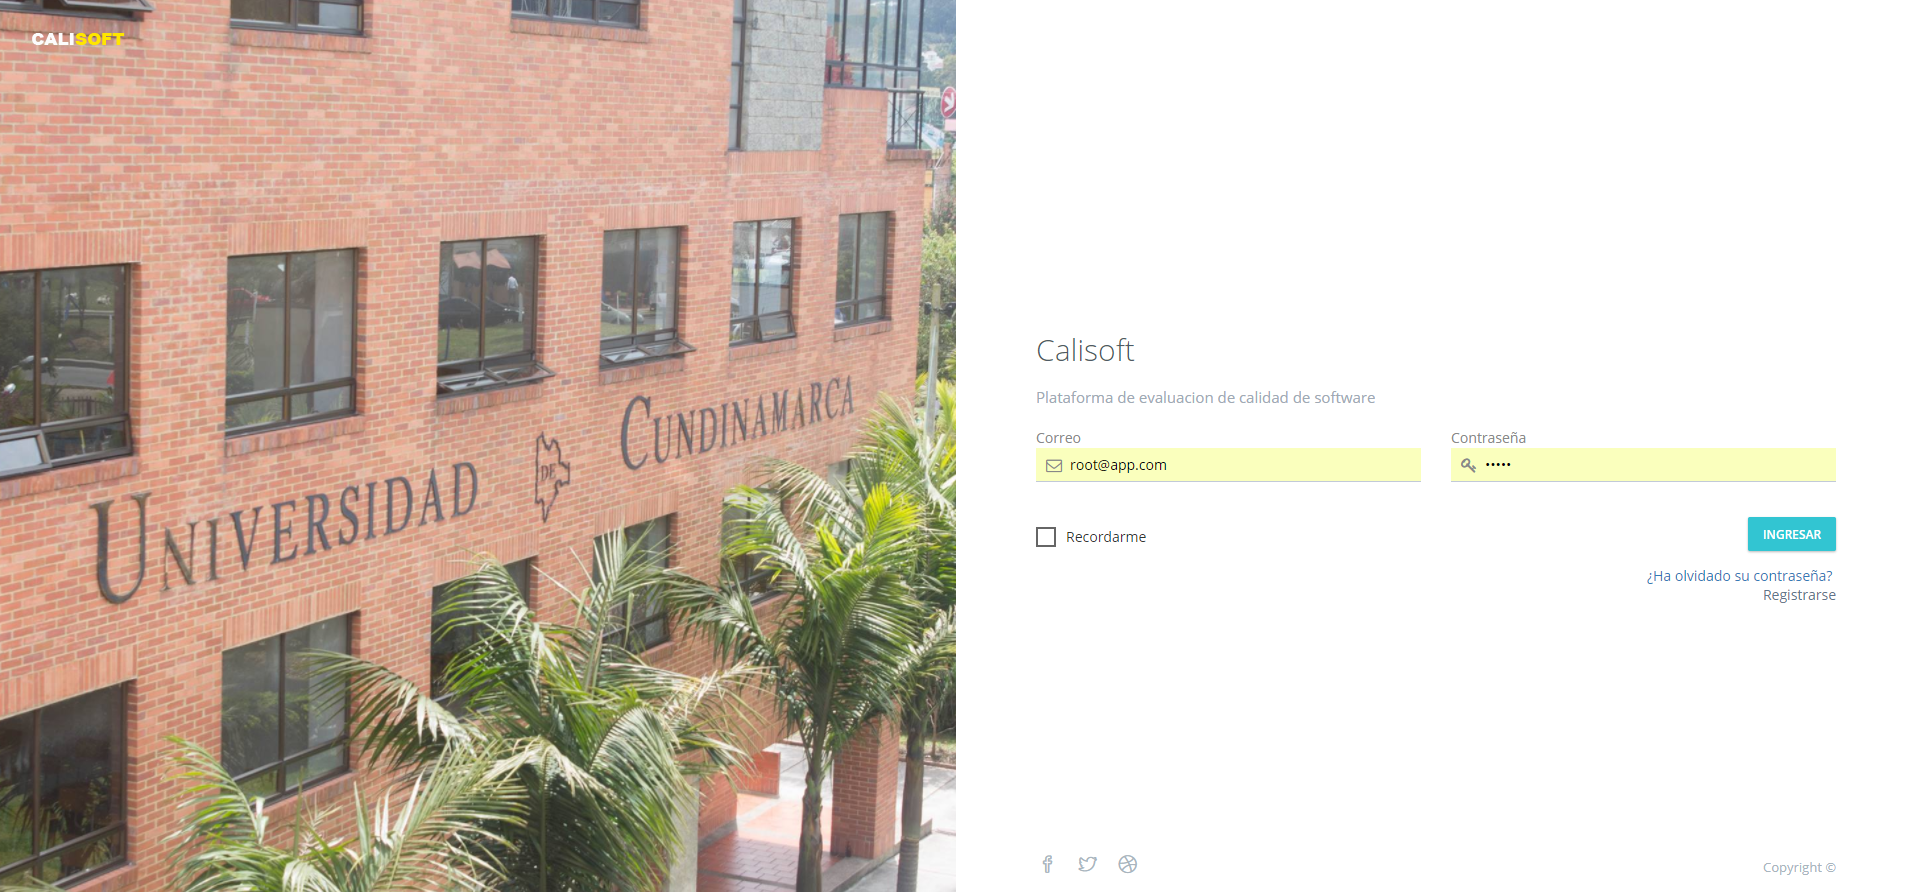 CALISOFT
UNIVERSIDAD DE CUNDINAMARCA
Calisoft
Plataforma de evaluacion de calidad de software
Correo
Contraseña
root@app.com
•••••
Recordarme
INGRESAR
¿Ha olvidado su contraseña?
Registrarse
Copyright ©